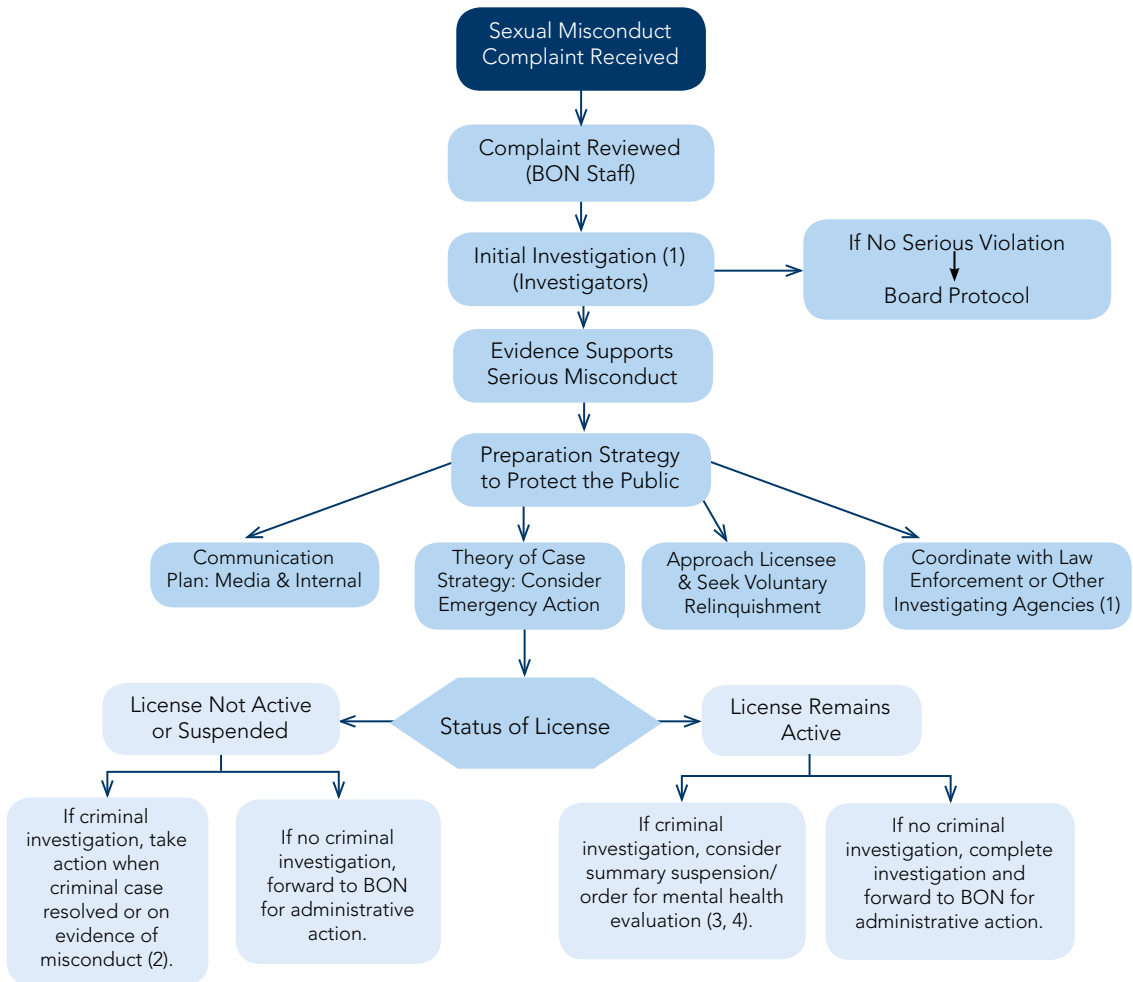 Sexual Misconduct
Complaint Received
Complaint Reviewed
(BON Staff)
Initial Investigation (1)
(Investigators)
If No Serious Violation
Board Protocol
Evidence Supports
Serious Misconduct
Preparation Strategy
to Protect the Public
Communication
Plan: Media & Internal
Theory of Case
Strategy: Consider
Emergency Action
Approach Licensee
& Seek Voluntary
Relinquishment
Coordinate with Law
Enforcement or Other
Investigating Agencies (1)
License Not Active
or Suspended
Status of License
License Remains
Active
If criminal
investigation, take
action when
criminal case
resolved or on
evidence of
misconduct (2).
If no criminal
investigation,
forward to BON
for administrative
action.
If criminal
investigation, consider
summary suspension/
order for mental health
evaluation (3, 4).
If no criminal
investigation, complete
investigation and
forward to BON for
administrative action.